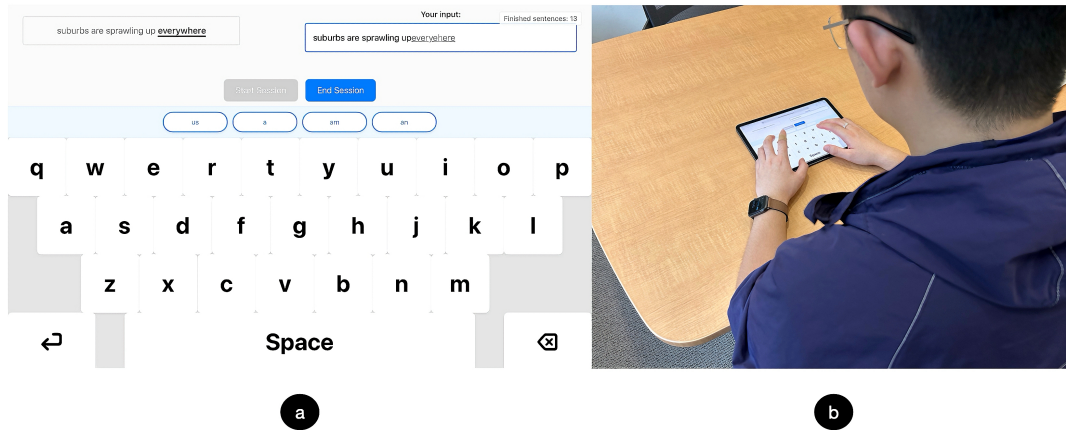 Your input:
Finished sentences: 13
suburbs are sprawling up everywhere
suburbs are sprawling upeveryehere
Start Session
End Session
us a am an
q w e r t y u i o p
a s d f g h j k l
z x c v b n m
Space
a
b